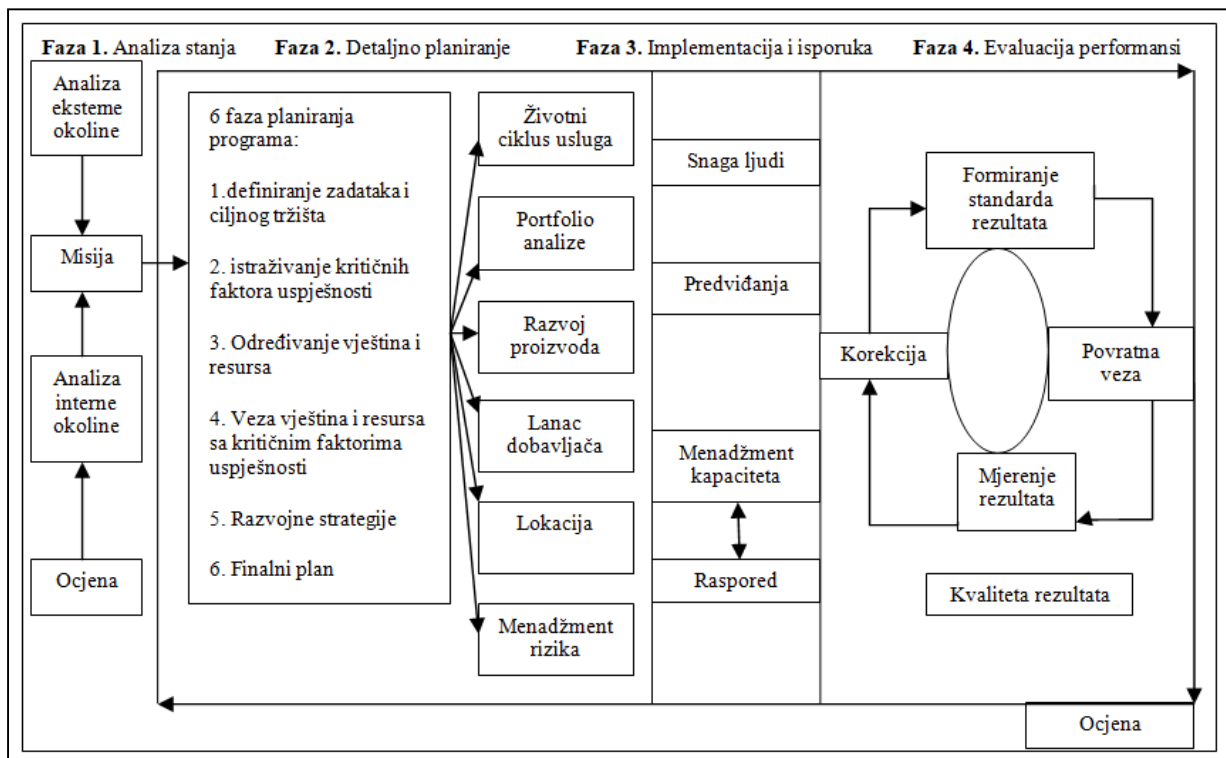 Faza 1. Analiza stanja
Faza 2. Detaljno planiranje
Faza 3. Implementacija i isporuka
Faza 4. Evaluacija performansi
Analiza
eksteme
okoline
Misija
Analiza
interne
okoline
Ocjena
6 faza planiranja
programa:
1.definiranje zadataka i
ciljnog tržišta
2. istraživanje kritičnih
faktora uspješnosti
3. Određivanje vještina i
resursa
4. Veza vještina i resursa
sa kritičnim faktorima
uspješnosti
5. Razvojne strategije
6. Finalni plan
Životni
ciklus usluga
Portfolio
analize
Razvoj
proizvoda
Lanac
dobavljača
Lokacija
Menadžment
rizika
Snaga ljudi
Predviđanja
Menadžment
kapaciteta
Raspored
Formiranje
standarda
rezultata
Korekcija
Povratna
veza
Mjerenje
rezultata
Kvaliteta rezultata
Ocjena